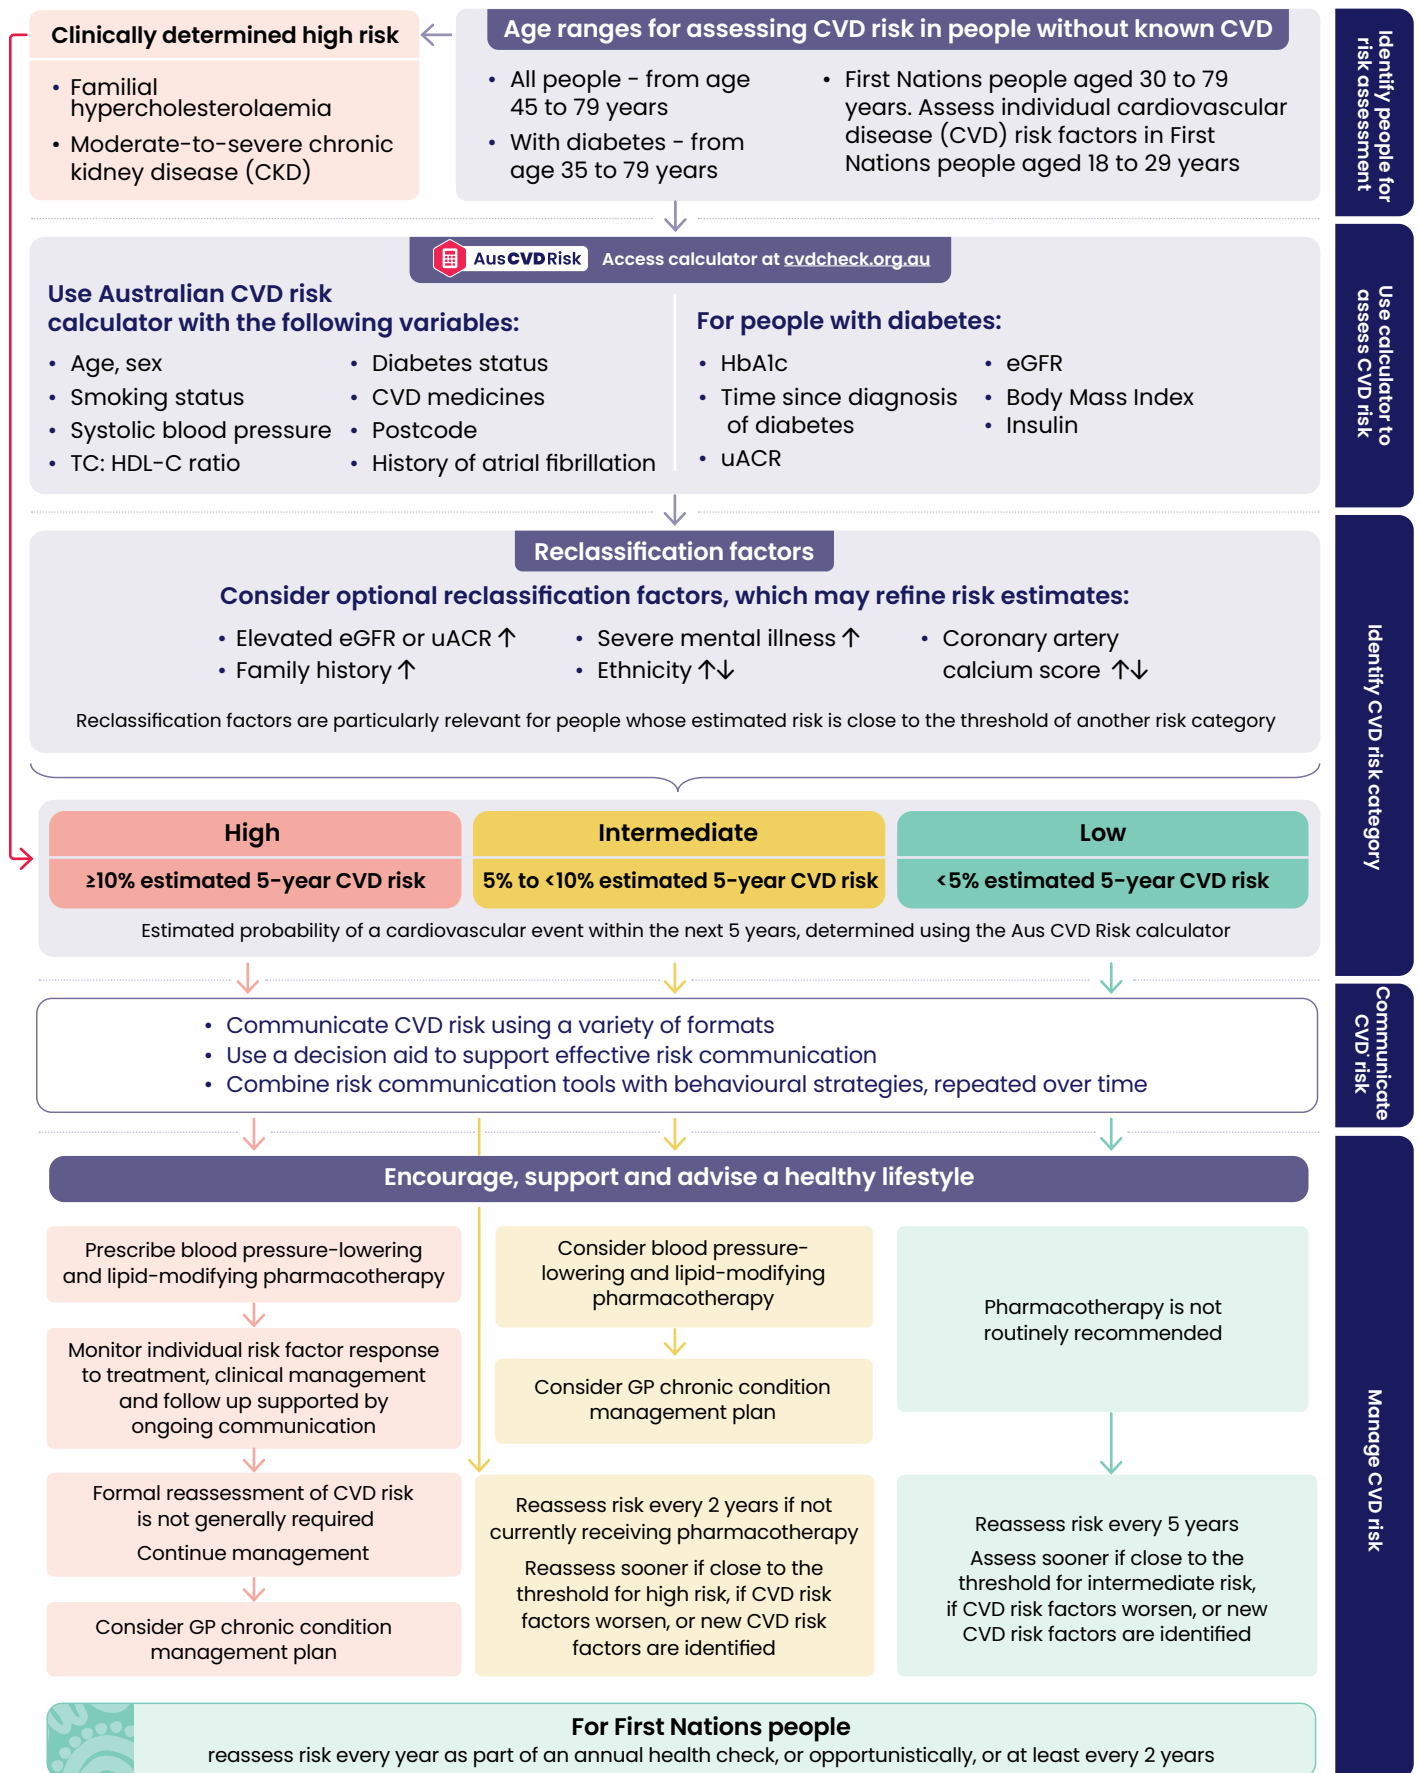 Clinically determined high risk
• Familial
hypercholesterolaemia
• Moderate-to-severe chronic
kidney disease (CKD)
Age ranges for assessing CVD risk in people without known CVD
• All people - from age
45 to 79 years
• With diabetes - from
age 35 to 79 years
• First Nations people aged 30 to 79
years. Assess individual cardiovascular
disease (CVD) risk factors in First
Nations people aged 18 to 29 years
Identify people for
risk assessment
AusCVDRisk Access calculator at cvdcheck.org.au
Use Australian CVD risk
calculator with the following variables:
• Age, sex
• Smoking status
• Systolic blood pressure
• TC: HDL-C ratio
• Diabetes status
• CVD medicines
• Postcode
• History of atrial fibrillation
For people with diabetes:
• HbA1c
• Time since diagnosis
of diabetes
• uACR
• eGFR
• Body Mass Index
• Insulin
Use calculator to
assess CVD risk
Reclassification factors
Consider optional reclassification factors, which may refine risk estimates:
• Elevated eGFR or uACR ↑
• Family history ↑
• Severe mental illness ↑
• Ethnicity ↑↓
• Coronary artery
calcium score ↑↓
Reclassification factors are particularly relevant for people whose estimated risk is close to the threshold of another risk category
High
≥10% estimated 5-year CVD risk
Intermediate
5% to <10% estimated 5-year CVD risk
Low
<5% estimated 5-year CVD risk
Estimated probability of a cardiovascular event within the next 5 years, determined using the Aus CVD Risk calculator
Identify CVD risk category
• Communicate CVD risk using a variety of formats
• Use a decision aid to support effective risk communication
• Combine risk communication tools with behavioural strategies, repeated over time
Communicate
CVD risk
Encourage, support and advise a healthy lifestyle
Prescribe blood pressure-lowering
and lipid-modifying pharmacotherapy
Monitor individual risk factor response
to treatment, clinical management
and follow up supported by
ongoing communication
Formal reassessment of CVD risk
is not generally required
Continue management
Consider GP chronic condition
management plan
Consider blood pressure-
lowering and lipid-modifying
pharmacotherapy
Consider GP chronic condition
management plan
Reassess risk every 2 years if not
currently receiving pharmacotherapy
Reassess sooner if close to the
threshold for high risk, if CVD risk
factors worsen, or new CVD risk
factors are identified
Pharmacotherapy is not
routinely recommended
Reassess risk every 5 years
Assess sooner if close to the
threshold for intermediate risk,
if CVD risk factors worsen, or new
CVD risk factors are identified
Manage CVD risk
For First Nations people
reassess risk every year as part of an annual health check, or opportunistically, or at least every 2 years